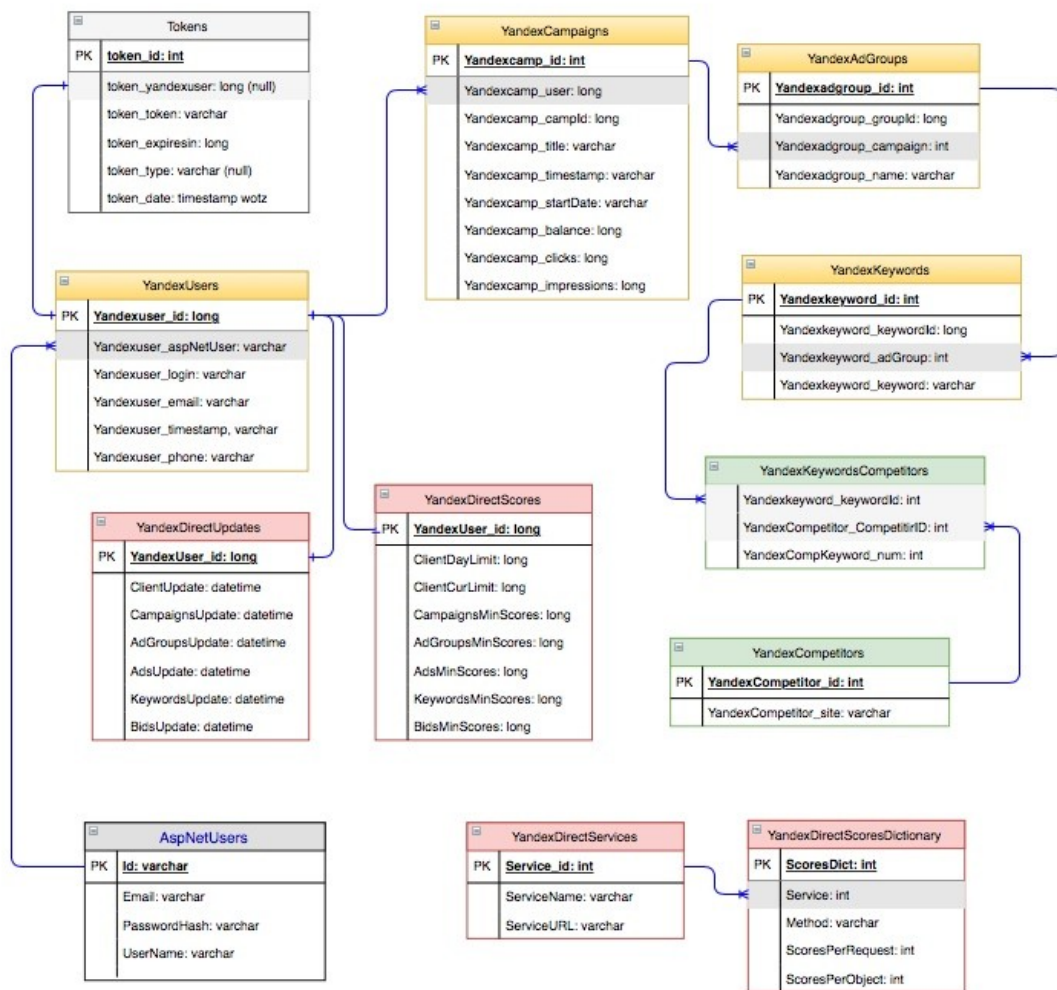 Tokens
PK token_id: int
token_yandexuser: long (null)
token_token: varchar
token_expiresin: long
token_type: varchar (null)
token_date: timestamp wotz
YandexCampaigns
PK Yandexcamp_id: int
Yandexcamp_user: long
Yandexcamp_campId: long
Yandexcamp_title: varchar
Yandexcamp_timestamp: varchar
Yandexcamp_startDate: varchar
Yandexcamp_balance: long
Yandexcamp_clicks: long
Yandexcamp_impressions: long
YandexAdGroups
PK Yandexadgroup_id: int
Yandexadgroup_groupId: long
Yandexadgroup_campaign: int
Yandexadgroup_name: varchar
YandexUsers
PK Yandexuser_id: long
Yandexuser_aspNetUser: varchar
Yandexuser_login: varchar
Yandexuser_email: varchar
Yandexuser_timestamp, varchar
Yandexuser_phone: varchar
YandexKeywords
PK Yandexkeyword_id: int
Yandexkeyword_keywordId: long
Yandexkeyword_adGroup: int
Yandexkeyword_keyword: varchar
YandexKeywordsCompetitors
Yandexkeyword_keywordId: int
YandexCompetitor_CompetitirID: int
YandexCompKeyword_num: int
YandexDirectUpdates
PK YandexUser_id: long
ClientUpdate: datetime
CampaignsUpdate: datetime
AdGroupsUpdate: datetime
AdsUpdate: datetime
KeywordsUpdate: datetime
BidsUpdate: datetime
YandexDirectScores
PK YandexUser_id: long
ClientDayLimit: long
ClientCurLimit: long
CampaignsMinScores: long
AdGroupsMinScores: long
AdsMinScores: long
KeywordsMinScores: long
BidsMinScores: long
YandexCompetitors
PK YandexCompetitor_id: int
YandexCompetitor_site: varchar
AspNetUsers
PK Id: varchar
Email: varchar
PasswordHash: varchar
UserName: varchar
YandexDirectServices
PK Service_id: int
ServiceName: varchar
ServiceURL: varchar
YandexDirectScoresDictionary
PK ScoresDict: int
Service: int
Method: varchar
ScoresPerRequest: int
ScoresPerObject: int